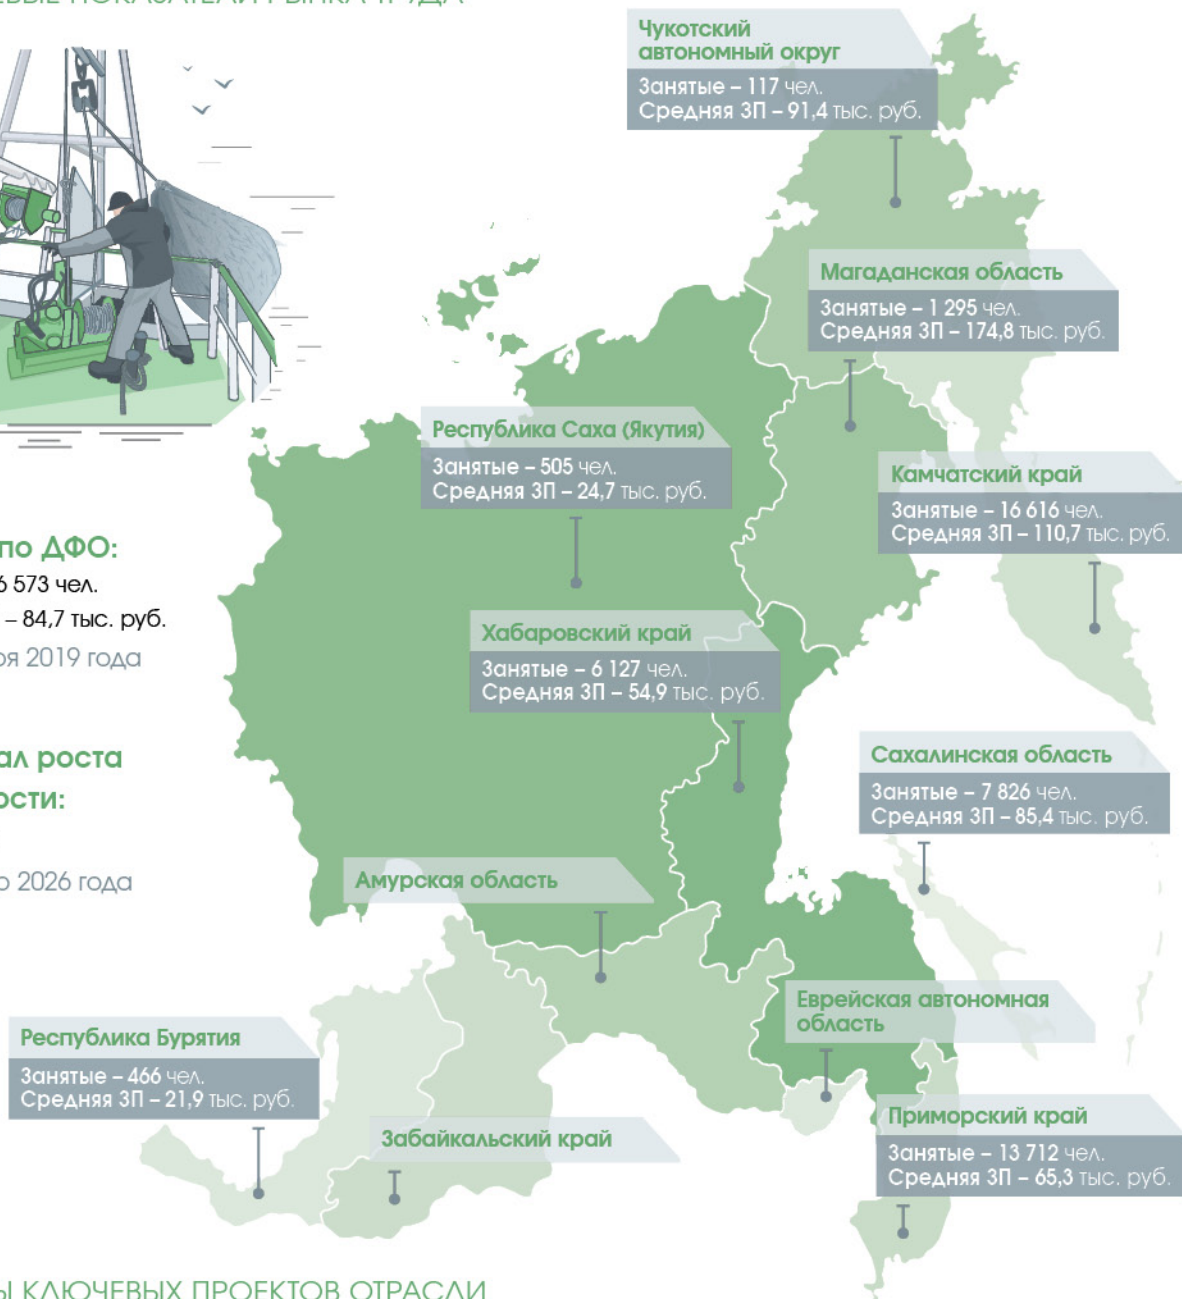 ПОКАЗАТЕЛИ РЫНКА ТРУДА
Чукотский
автономный округ
Занятые – 117 чел.
Средняя ЗП – 91,4 тыс. руб.
Магаданская область
Занятые – 1 295 чел.
Средняя ЗП – 174,8 тыс. руб.
Республика Саха (Якутия)
Занятые – 505 чел.
Средняя ЗП – 24,7 тыс. руб.
Камчатский край
Занятые – 16 616 чел.
Средняя ЗП – 110,7 тыс. руб.
по ДФО:
6 573 чел.
– 84,7 тыс. руб.
2019 года
Хабаровский край
Занятые – 6 127 чел.
Средняя ЗП – 54,9 тыс. руб.
роста
Сахалинская область
Занятые – 7 826 чел.
Средняя ЗП – 85,4 тыс. руб.
2026 года
Амурская область
Еврейская автономная
область
Республика Бурятия
Занятые – 466 чел.
Средняя ЗП – 21,9 тыс. руб.
Забайкальский край
Приморский край
Занятые – 13 712 чел.
Средняя ЗП – 65,3 тыс. руб.
КЛЮЧЕВЫХ ПРОЕКТОВ ОТРАСЛИ